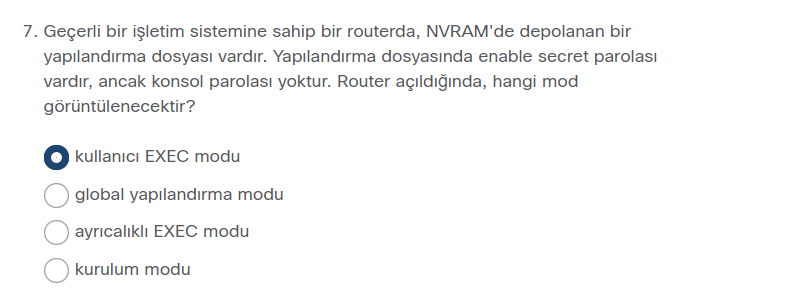 7. Geçerli bir işletim sistemine sahip bir routerda, NVRAM'de depolanan bir
yapılandırma dosyası vardır. Yapılandırma dosyasında enable secret parolası
vardır, ancak konsol parolası yoktur. Router açıldığında, hangi mod
görüntülenecektir?
kullanıcı EXEC modu
global yapılandırma modu
ayrıcalıklı EXEC modu
kurulum modu